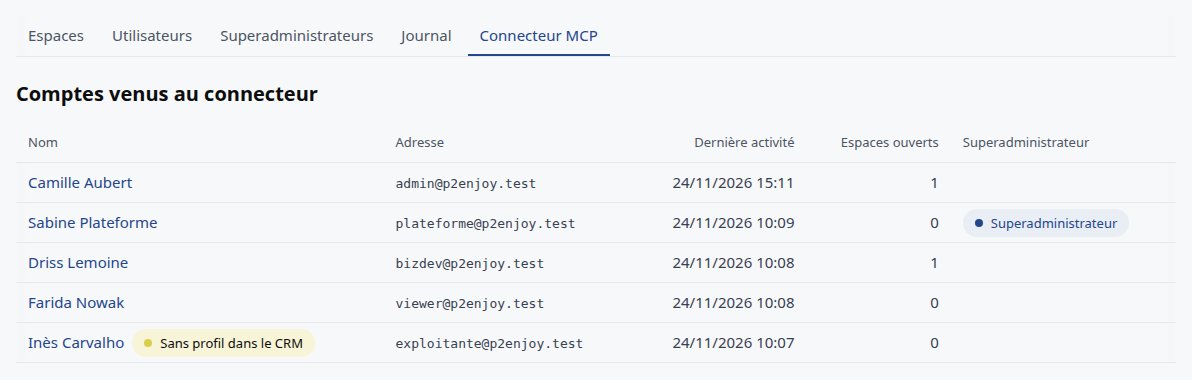 Espaces Utilisateurs Superadministrateurs Journal Connecteur MCP
Comptes venus au connecteur
Nom Adresse Dernière activité Espaces ouverts Superadministrateur
Camille Aubert admin@p2enjoy.test 24/11/2026 15:11 1
Sabine Plateforme plateforme@p2enjoy.test 24/11/2026 10:09 0 Superadministrateur
Driss Lemoine bizdev@p2enjoy.test 24/11/2026 10:08 1
Farida Nowak viewer@p2enjoy.test 24/11/2026 10:08 0
Inès Carvalho Sans profil dans le CRM exploitante@p2enjoy.test 24/11/2026 10:07 0